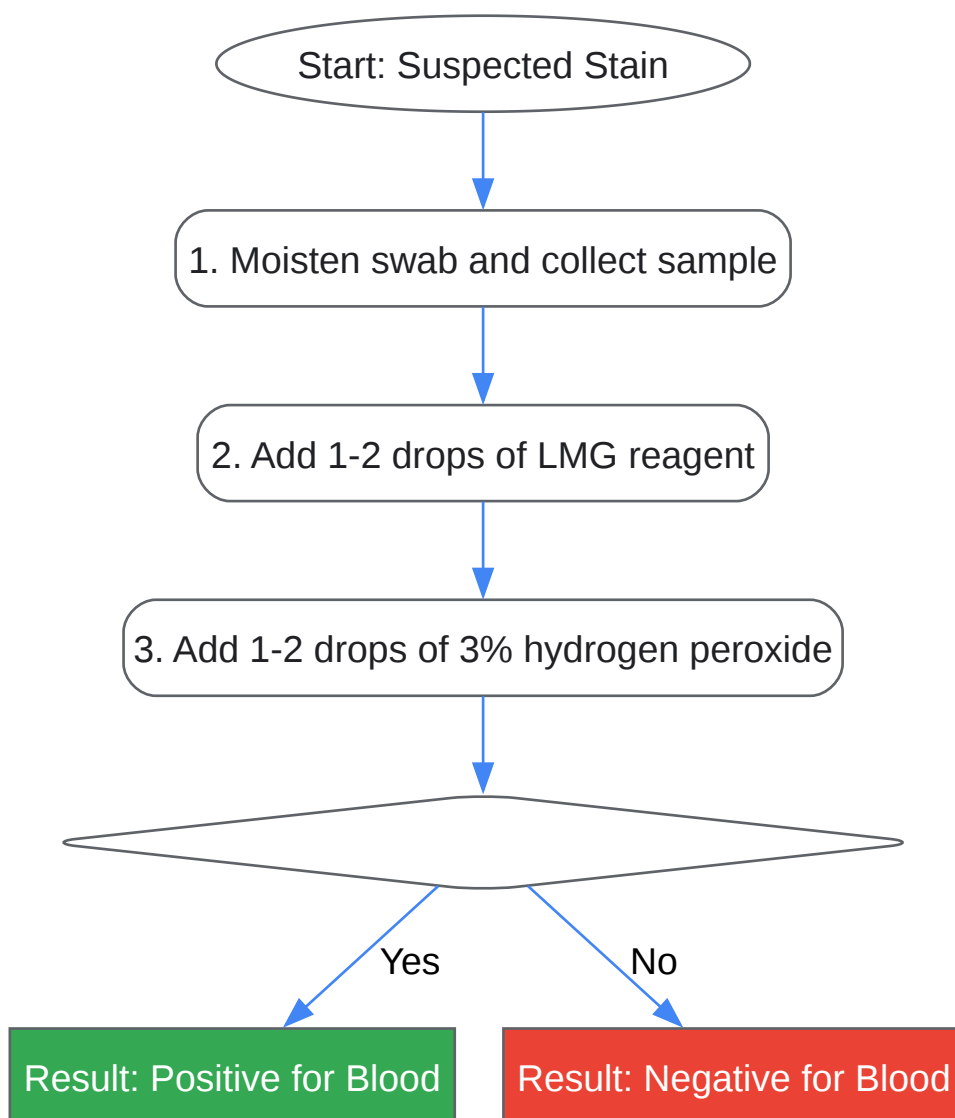 Start: Suspected Stain
1. Moisten swab and collect sample
2. Add 1-2 drops of LMG reagent
3. Add 1-2 drops of 3% hydrogen peroxide
Yes
No
Result: Positive for Blood
Result: Negative for Blood